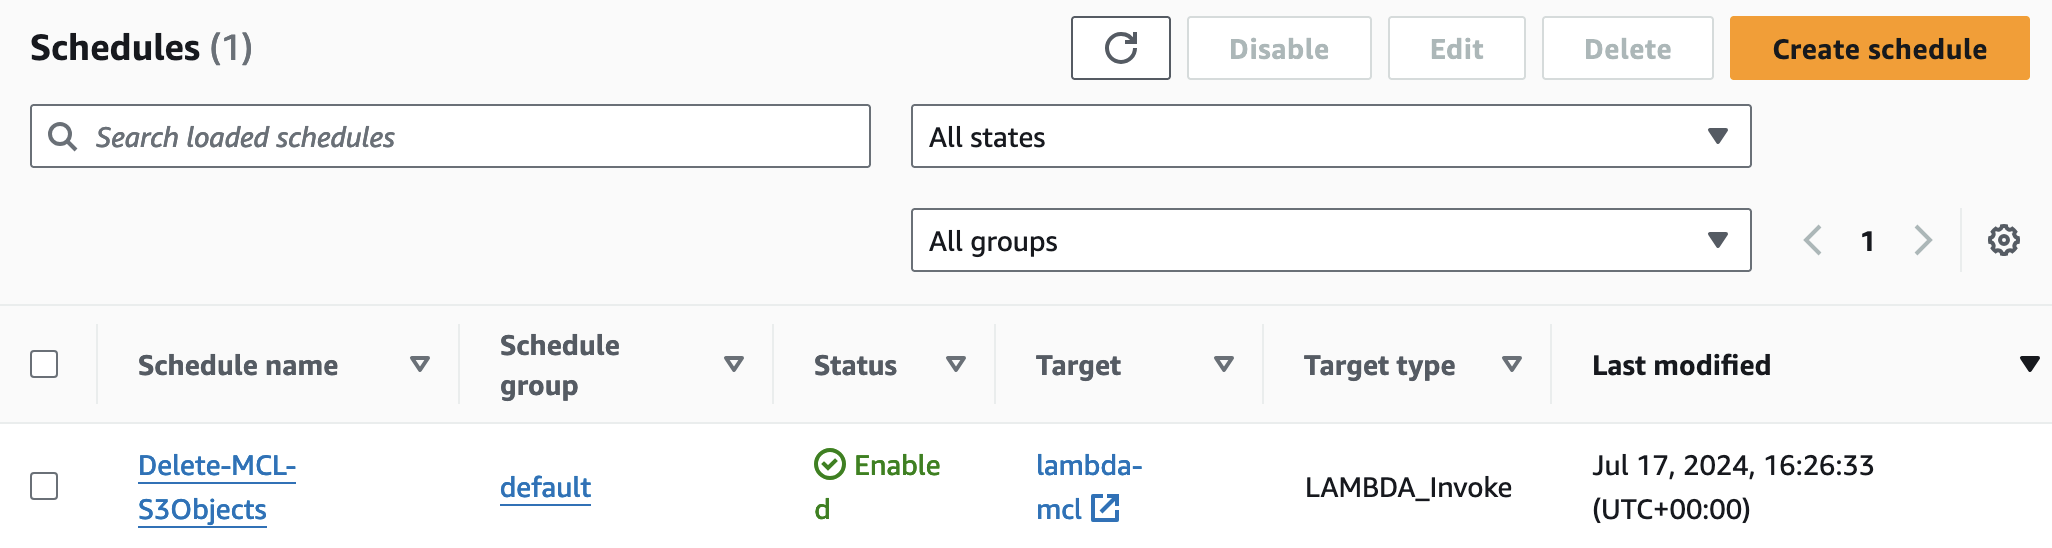 Schedules (1)
Disable
Edit
Delete
Create schedule
Search loaded schedules
All states
All groups
1
Schedule name
Schedule
group
Status
Target
Target type
Last modified
Delete-MCL-
S3Objects
default
Enable
d
lambda-
mcl
LAMBDA_Invoke
Jul 17, 2024, 16:26:33
(UTC+00:00)